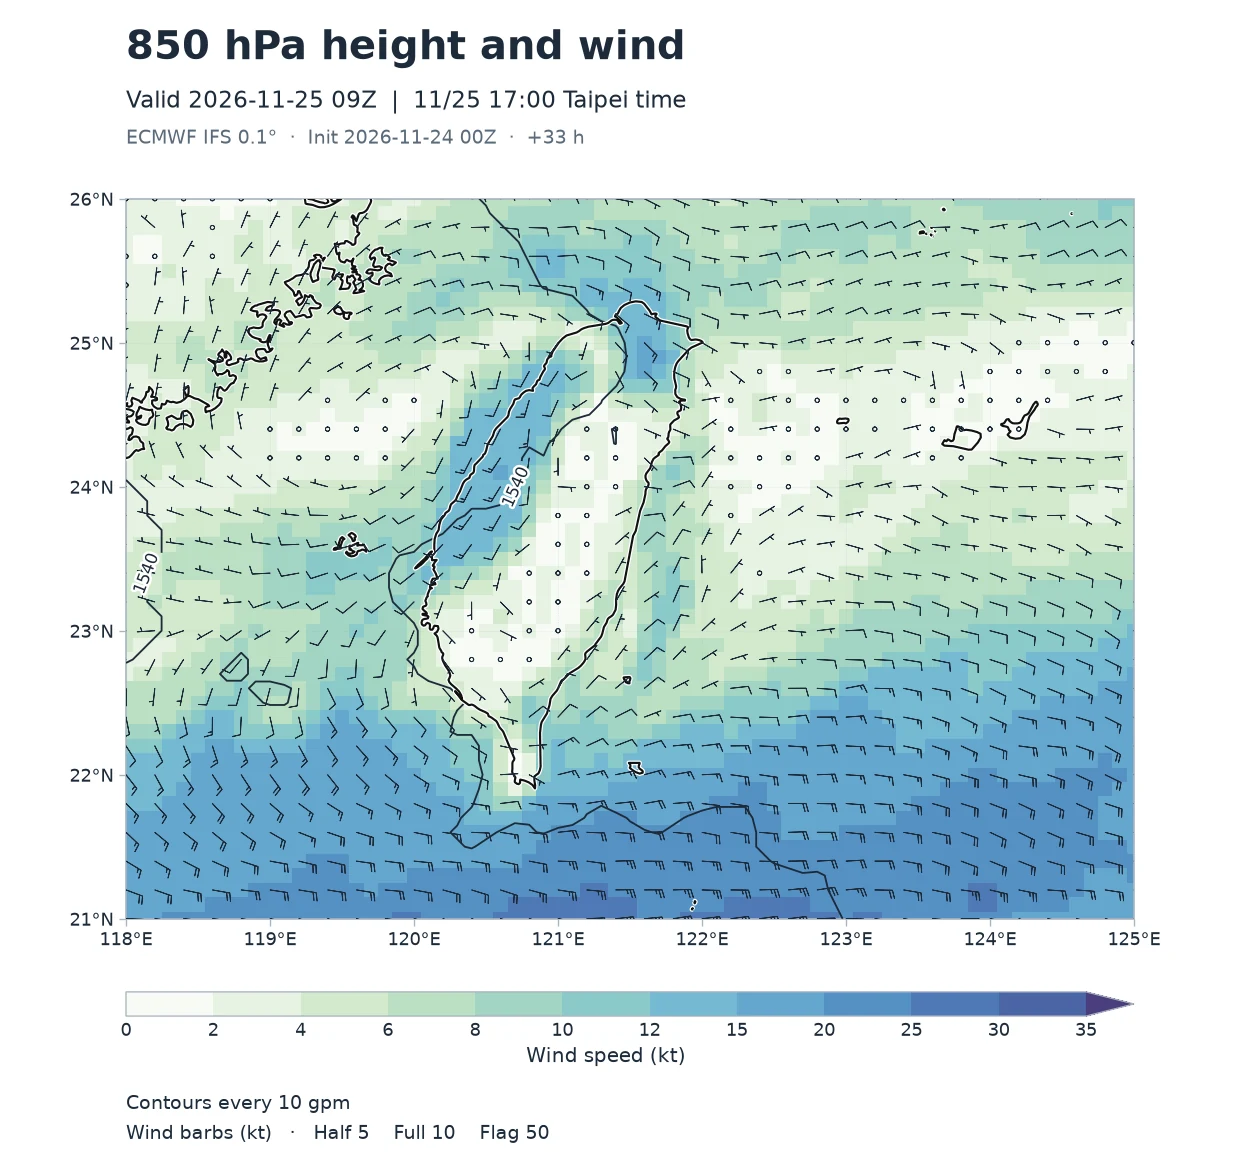 850 hPa height and wind
Valid 2026-11-25 09Z | 11/25 17:00 Taipei time
ECMWF IFS 0.1° · Init 2026-11-24 00Z · +33 h
26°N
25°N
24°N
23°N
22°N
21°N
1540
1540
118°E 119°E 120°E 121°E 122°E 123°E 124°E 125°E
0 2 4 6 8 10 12 15 20 25 30 35
Wind speed (kt)
Contours every 10 gpm
Wind barbs (kt) · Half 5 Full 10 Flag 50